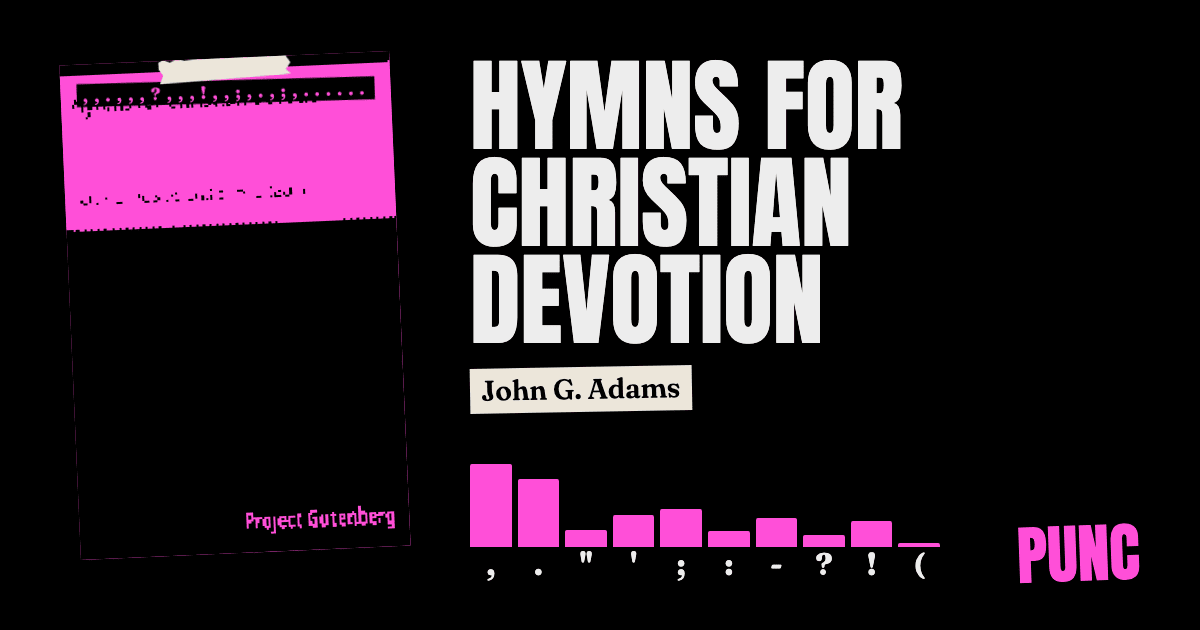 ,,.,,,?,,,!,,;,.,;,......
Project Gutenberg
HYMNS FOR
CHRISTIAN
DEVOTION
John G. Adams
, . " ' ; : - ? ! (
PUNC